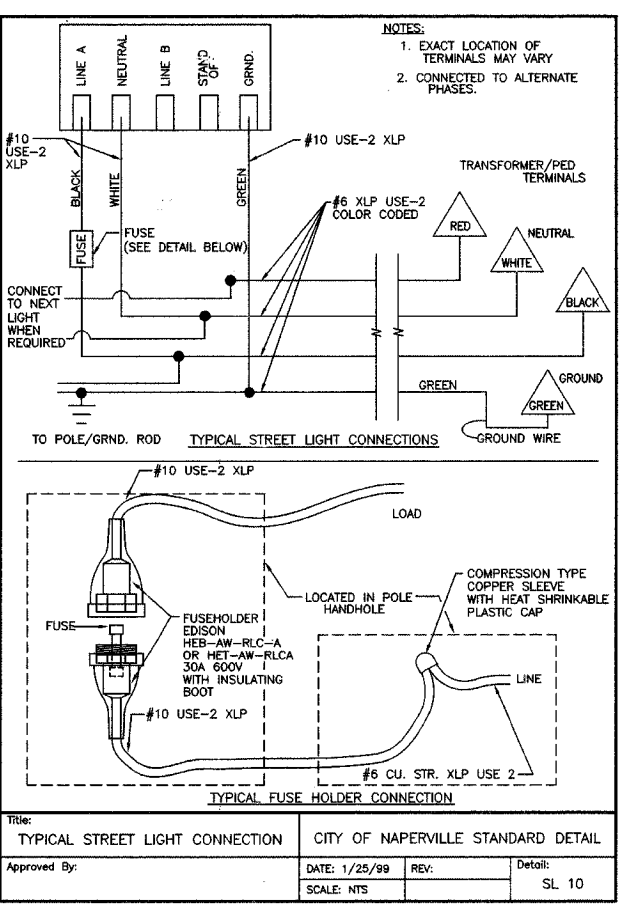 NOTES:
1. EXACT LOCATION OF
TERMINALS MAY VARY
2. CONNECTED TO ALTERNATE
PHASES.
LINE A
NEUTRAL
LINE B
STAND
OF
GRND.
#10
USE-2
XLP
#10 USE-2 XLP
BLACK
WHITE
GREEN
TRANSFORMER/PED
TERMINALS
#6 XLP USE-2
COLOR CODED
RED
NEUTRAL
WHITE
FUSE
FUSE
(SEE DETAIL BELOW)
CONNECT
TO NEXT
LIGHT
WHEN
REQUIRED
BLACK
N
N
GREEN
GROUND
GREEN
TO POLE/GRND. ROD
TYPICAL STREET LIGHT CONNECTIONS
GROUND WIRE
#10 USE-2 XLP
LOAD
LOCATED IN POLE
HANDHOLE
COMPRESSION TYPE
COPPER SLEEVE
WITH HEAT SHRINKABLE
PLASTIC CAP
FUSE
FUSEHOLDER
EDISON
HEB-AW-RLC-A
OR HET-AW-RLCA
30A 600V
WITH INSULATING
BOOT
LINE
#10 USE-2 XLP
#6 CU. STR. XLP USE 2
TYPICAL FUSE HOLDER CONNECTION
Title:
TYPICAL STREET LIGHT CONNECTION
CITY OF NAPERVILLE STANDARD DETAIL
Approved By:
DATE: 1/25/99
REV:
Detail:
SL 10
SCALE: NTS